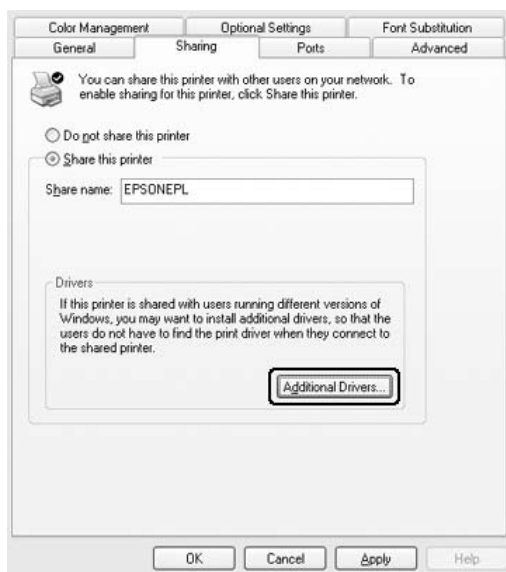 Color Management Optional Settings Font Substitution
General Sharing Ports Advanced
You can share this printer with other users on your network. To
enable sharing for this printer, click Share this printer.
Do not share this printer
Share this printer
Share name: EPSONEPL
Drivers
If this printer is shared with users running different versions of
Windows, you may want to install additional drivers, so that the
users do not have to find the print driver when they connect to
the shared printer.
Additional Drivers...
OK Cancel Apply Help